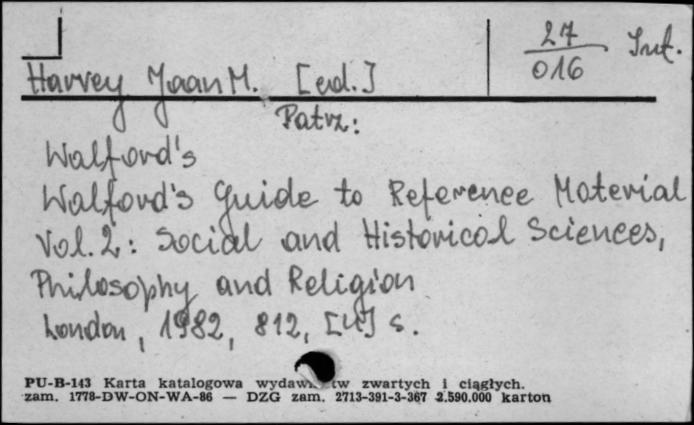 27 Inf.
016
Harvey Joan M. [ed.]
Patrz:
Walford's
Walford's Guide to Reference Material
Vol. 2: Social and Historical Sciences,
Philosophy and Religion
London, 1982, 812, [4] s.
PU-B-143 Karta katalogowa wydawnictw zwartych i ciągłych.
zam. 1778-DW-ON-WA-86 — DZG zam. 2713-391-3-367 2.590.000 karton